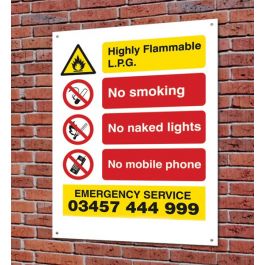 Highly Flammable
L.P.G.
No smoking
No naked lights
No mobile phone
EMERGENCY SERVICE
03457 444 999